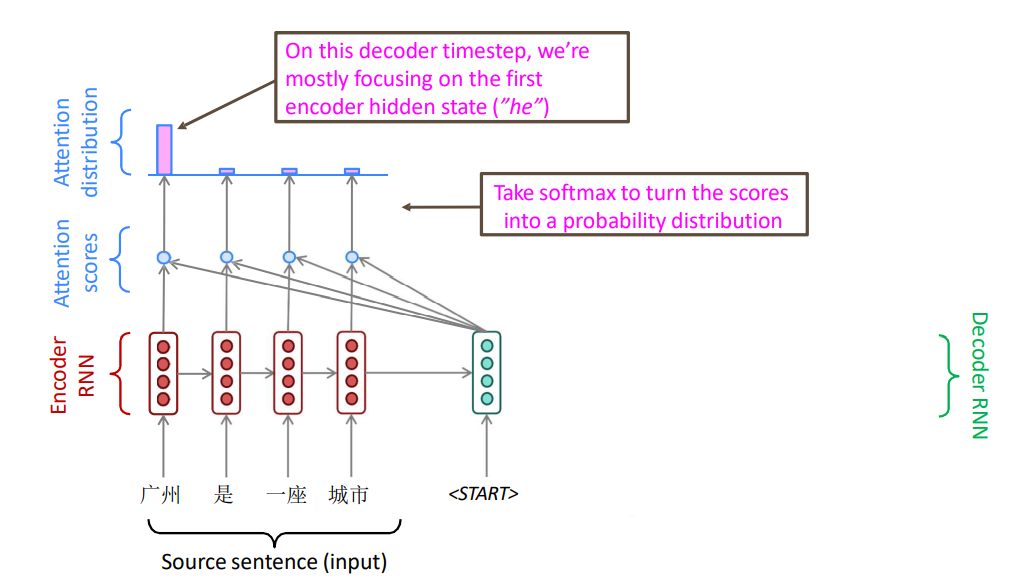 On this decoder timestep, we’re
mostly focusing on the first
encoder hidden state (”he”)
Attention
distribution
Take softmax to turn the scores
into a probability distribution
Attention
scores
Encoder
RNN
Decoder RNN
广州 是 一座 城市 <START>
Source sentence (input)